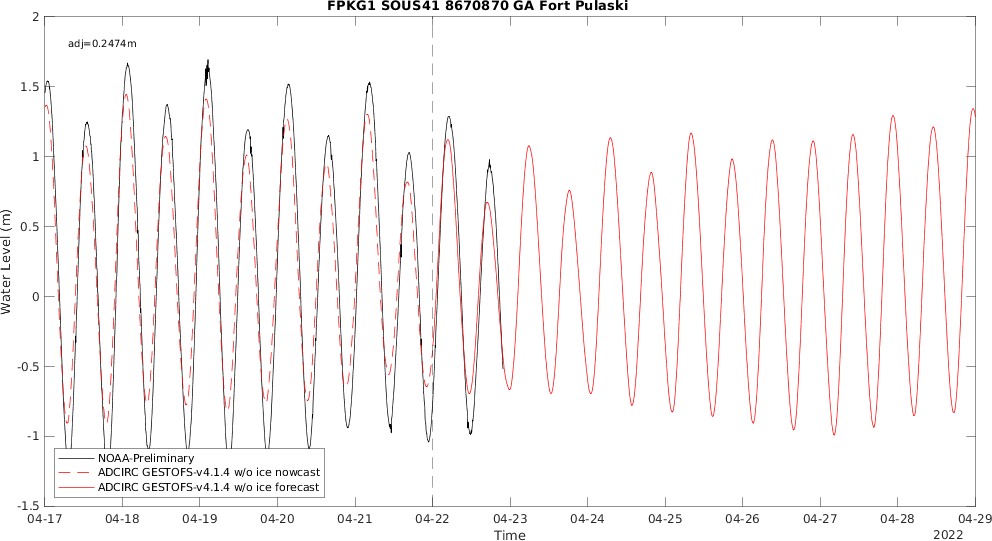 FPKG1 SOUS41 8670870 GA Fort Pulaski
adj=0.2474m
2
1.5
1
0.5
0
-0.5
-1
-1.5
Water Level (m)
NOAA-Preliminary
ADCIRC GESTOFS-v4.1.4 w/o ice nowcast
ADCIRC GESTOFS-v4.1.4 w/o ice forecast
04-17 04-18 04-19 04-20 04-21 04-22 04-23 04-24 04-25 04-26 04-27 04-28 04-29
Time
2022